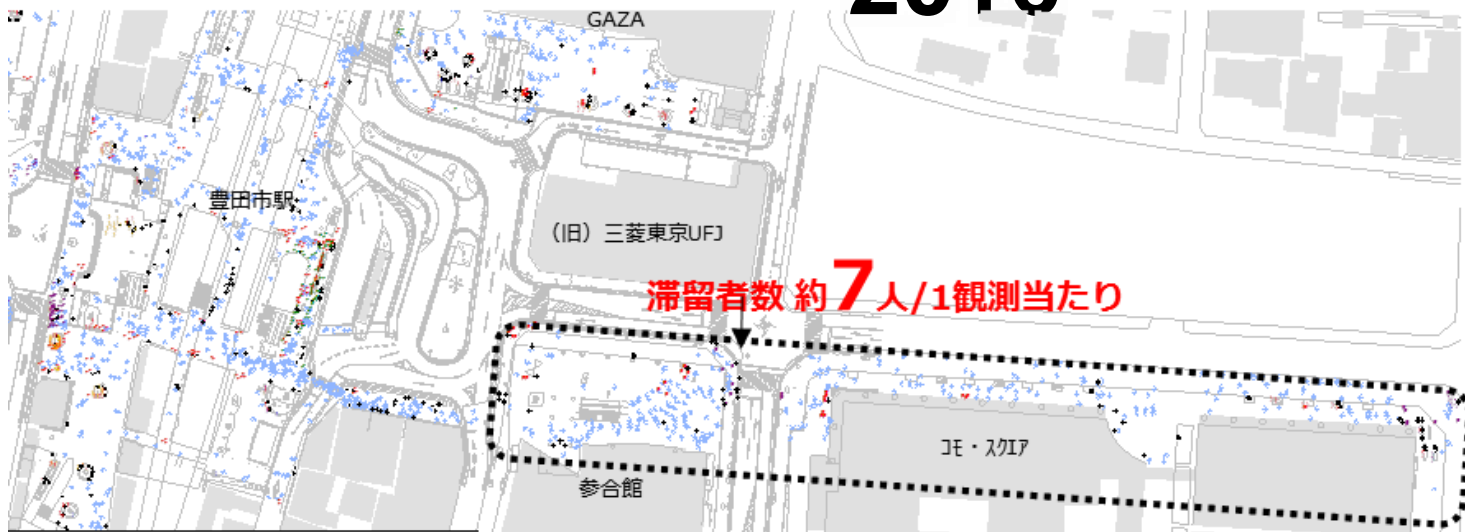 GAZA
豊田市駅
(旧)三菱東京UFJ
滞留者数 約7人/1観測当たり
コモ・スクエア
参合館